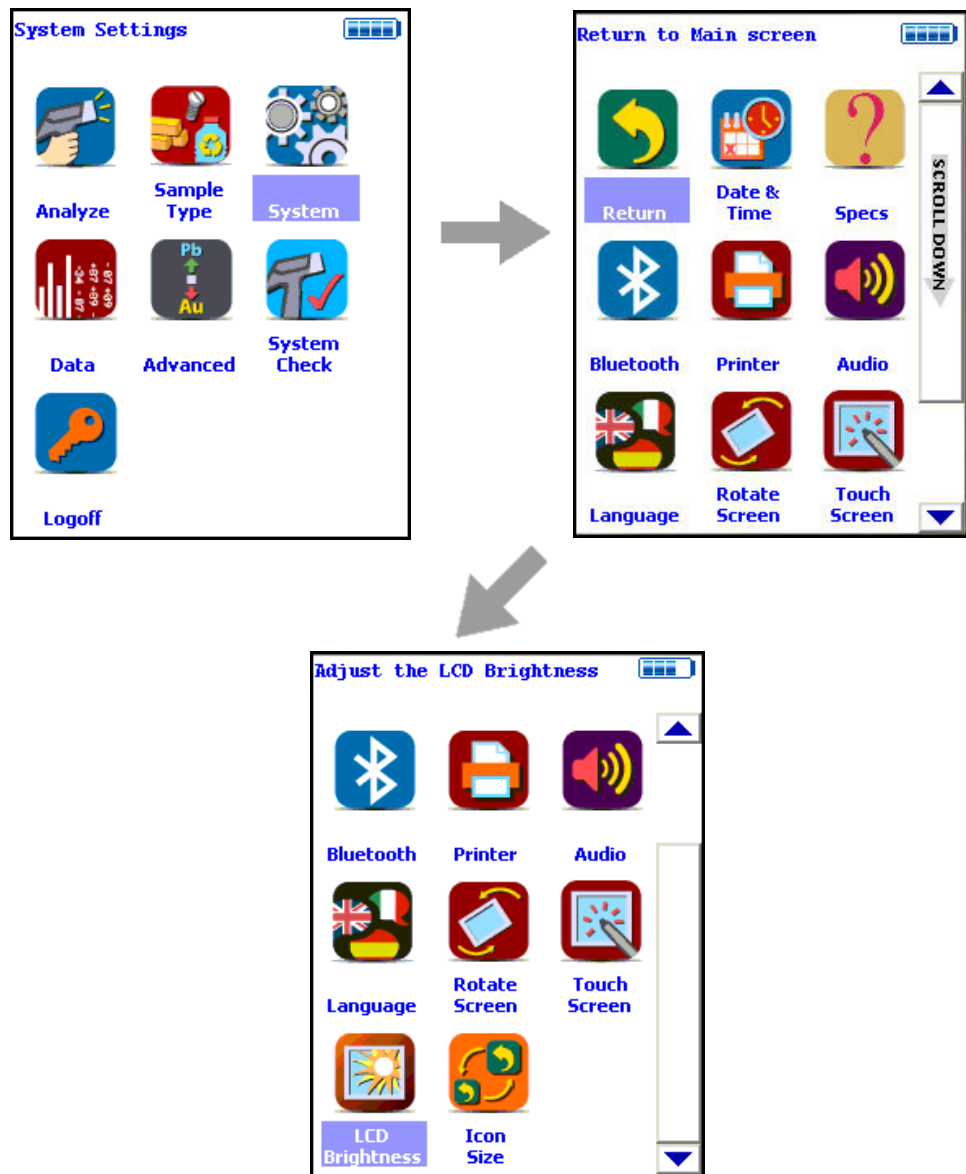 System Settings
Analyze
Sample
Type
System
Pb
Au
Data
Advanced
System
Check
Logoff
Return to Main screen
Return
Date &
Time
Specs
SCROLL DOWN
Bluetooth
Printer
Audio
Language
Rotate
Screen
Touch
Screen
Adjust the LCD Brightness
Bluetooth
Printer
Audio
Language
Rotate
Screen
Touch
Screen
LCD
Brightness
Icon
Size